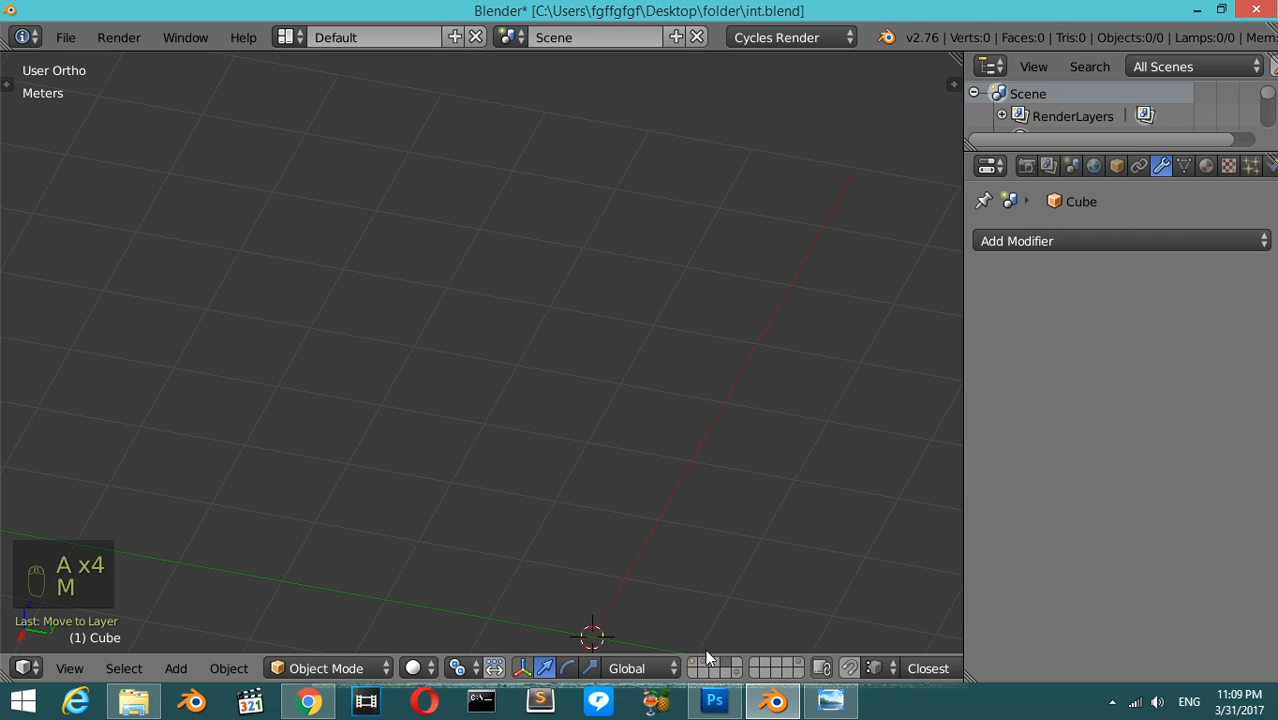 Blender* [C:\Users\fgffgfgf\Desktop\folder\int.blend]
File Render Window Help Default Scene Cycles Render v2.76 | Verts:0 | Faces:0 | Tris:0 | Objects:0/0 | Lamps:0/0 | Mem:
User Ortho
Meters
View Search All Scenes
Scene
RenderLayers
Cube
Add Modifier
A x4
M
Last: Move to Layer
(1) Cube
View Select Add Object Object Mode Global Closest
321
Ps
S
ENG
11:09 PM
3/31/2017